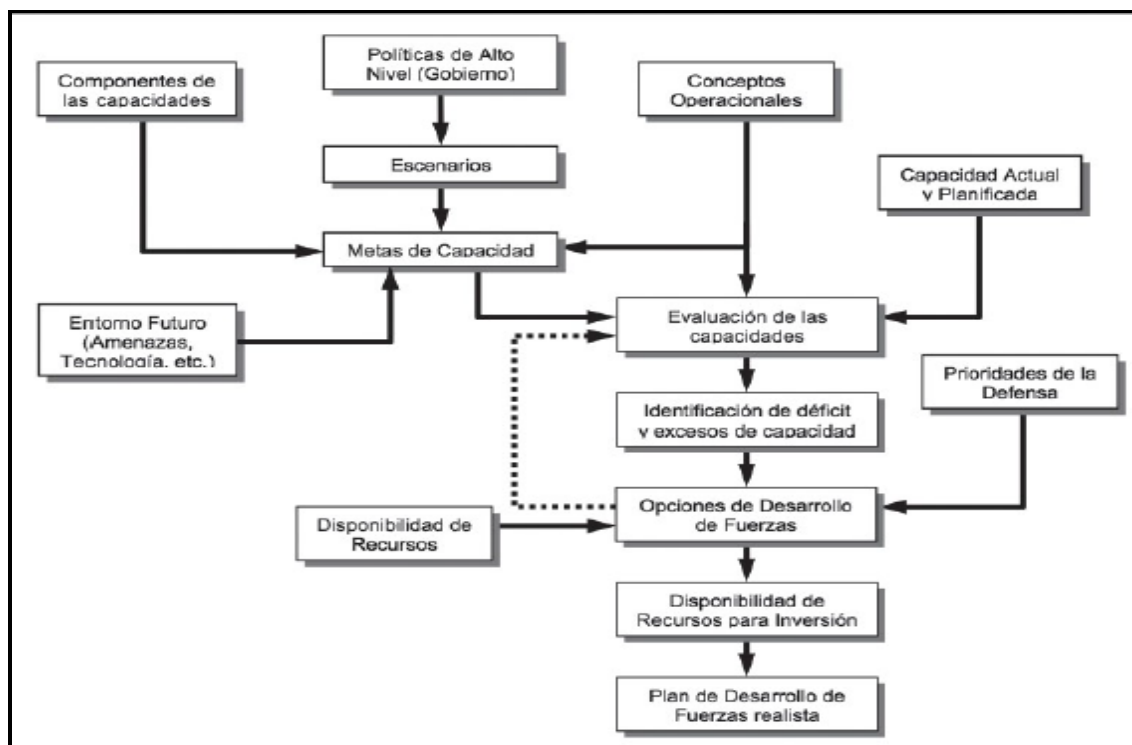 Políticas de Alto
Nivel (Gobierno)
Componentes de
las capacidades
Conceptos
Operacionales
Escenarios
Capacidad Actual
y Planificada
Metas de Capacidad
Entorno Futuro
(Amenazas,
Tecnología, etc.)
Evaluación de las
capacidades
Prioridades de la
Defensa
Identificación de déficit
y excesos de capacidad
Opciones de Desarrollo
de Fuerzas
Disponibilidad de
Recursos
Disponibilidad de
Recursos para Inversión
Plan de Desarrollo de
Fuerzas realista